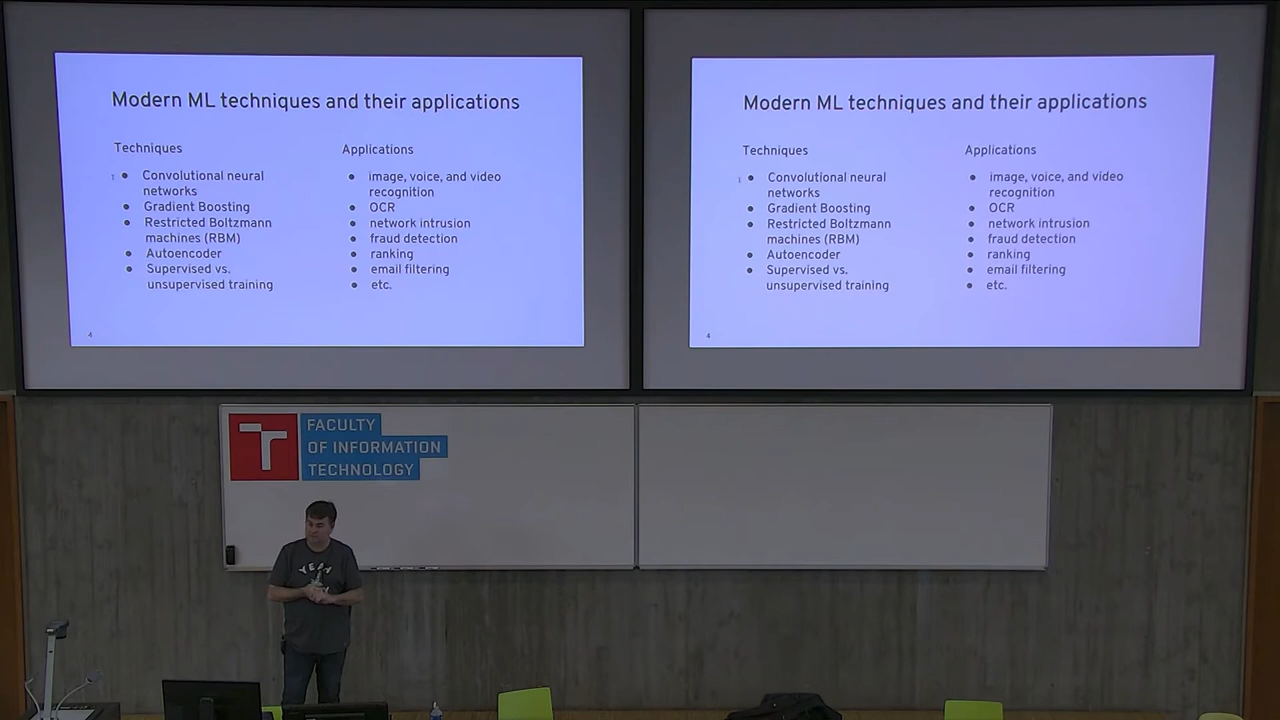 Modern ML techniques and their applications
Techniques
Convolutional neural
networks
Gradient Boosting
Restricted Boltzmann
machines (RBM)
Autoencoder
Supervised vs.
unsupervised training
Applications
image, voice, and video
recognition
OCR
network intrusion
fraud detection
ranking
email filtering
etc.
4
Modern ML techniques and their applications
Techniques
Convolutional neural
networks
Gradient Boosting
Restricted Boltzmann
machines (RBM)
Autoencoder
Supervised vs.
unsupervised training
Applications
image, voice, and video
recognition
OCR
network intrusion
fraud detection
ranking
email filtering
etc.
4
T
FACULTY
OF INFORMATION
TECHNOLOGY
YEAH